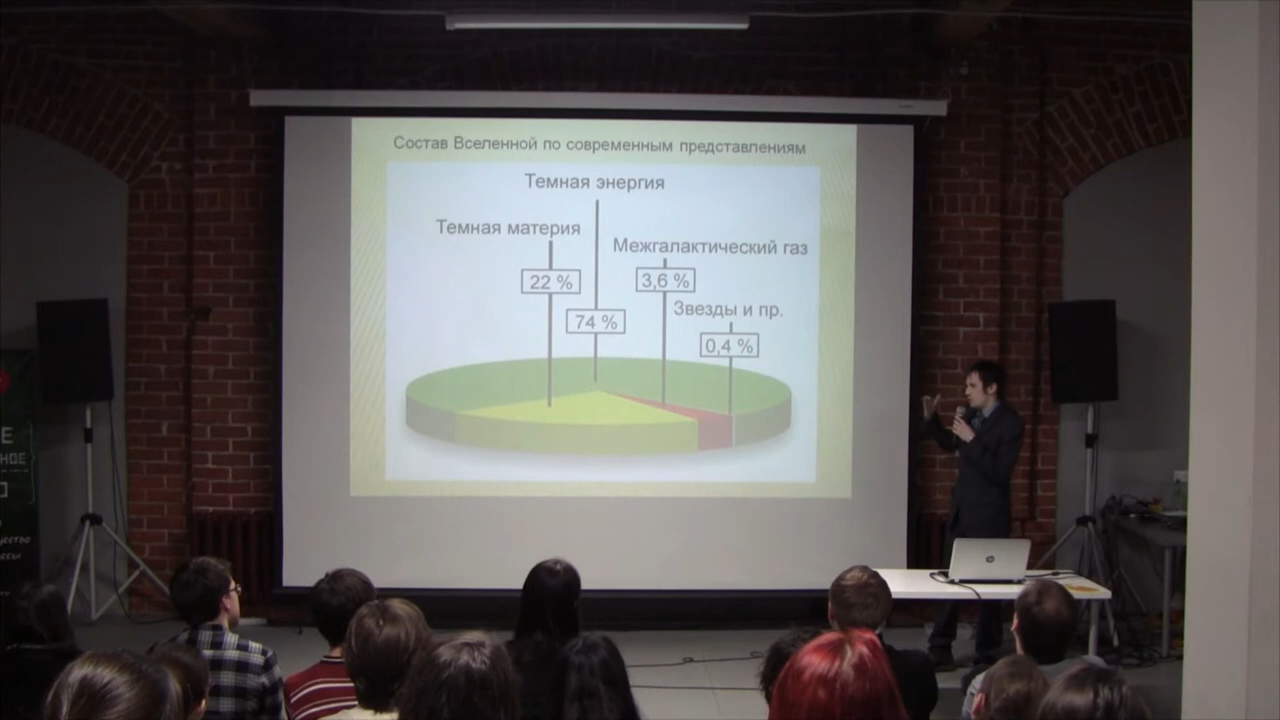 Состав Вселенной по современным представлениям
Темная энергия
Темная материя
Межгалактический газ
22 %
3,6 %
Звезды и пр.
74 %
0,4 %